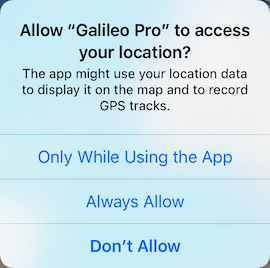 Allow “Galileo Pro” to access
your location?
The app might use your location data
to display it on the map and to record
GPS tracks.
Only While Using the App
Always Allow
Don’t Allow